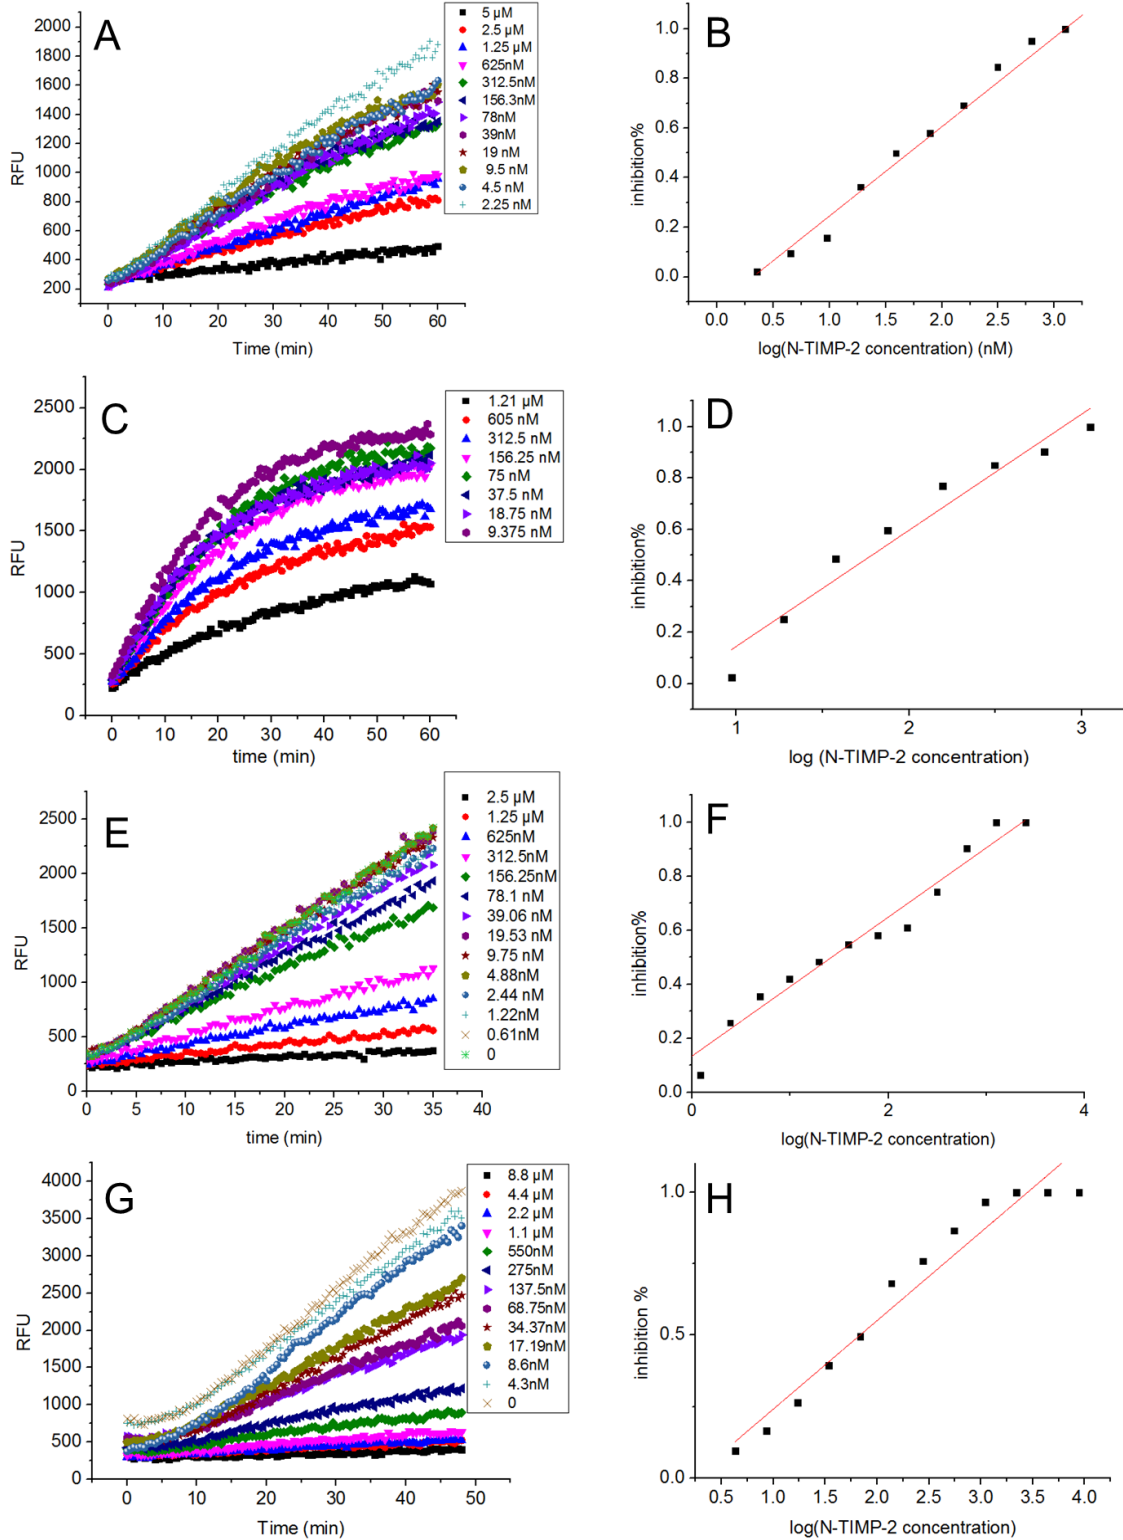 A
2000
1800
1600
1400
1200
1000
800
600
400
200
RFU
0 10 20 30 40 50 60
Time (min)
5 µM
2.5 µM
1.25 µM
625nM
312.5nM
156.3nM
78nM
39nM
19 nM
9.5 nM
4.5 nM
2.25 nM
B
1.0
0.8
0.6
0.4
0.2
0.0
inhibition%
0.0 0.5 1.0 1.5 2.0 2.5 3.0
log(N-TIMP-2 concentration) (nM)
C
2500
2000
1500
1000
500
0
RFU
0 10 20 30 40 50 60
time (min)
1.21 µM
605 nM
312.5 nM
156.25 nM
75 nM
37.5 nM
18.75 nM
9.375 nM
D
1.0
0.8
0.6
0.4
0.2
0.0
inhibition%
1 2 3
log (N-TIMP-2 concentration)
E
2500
2000
1500
1000
500
0
RFU
0 5 10 15 20 25 30 35 40
time (min)
2.5 µM
1.25 µM
625nM
312.5nM
156.25nM
78.1 nM
39.06 nM
19.53 nM
9.75 nM
4.88nM
2.44 nM
1.22nM
0.61nM
0
F
1.0
0.8
0.6
0.4
0.2
0.0
inhibition%
0 2 4
log(N-TIMP-2 concentration)
G
4000
3500
3000
2500
2000
1500
1000
500
0
RFU
0 10 20 30 40 50
Time (min)
8.8 µM
4.4 µM
2.2 µM
1.1 µM
550nM
275nM
137.5nM
68.75nM
34.37nM
17.19nM
8.6nM
4.3nM
0
H
1.0
0.5
0.0
inhibition %
0.5 1.0 1.5 2.0 2.5 3.0 3.5 4.0
log(N-TIMP-2 concentration)